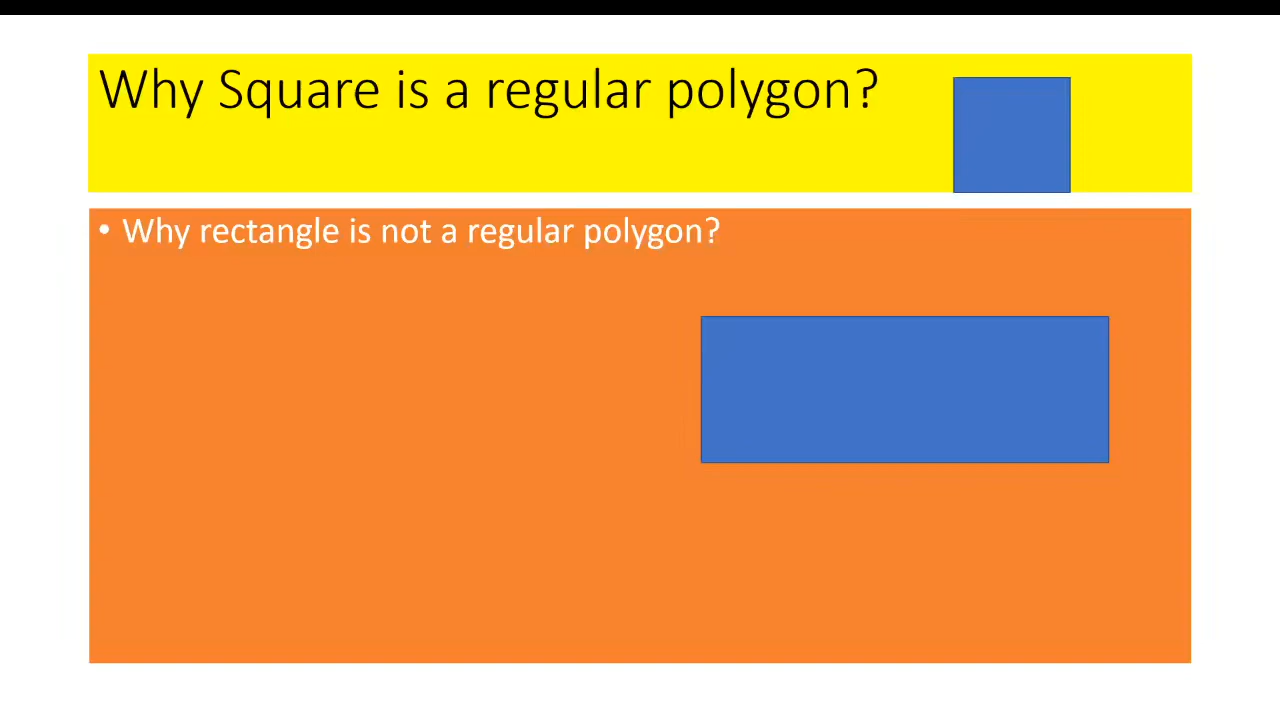 Why Square is a regular polygon?
• Why rectangle is not a regular polygon?